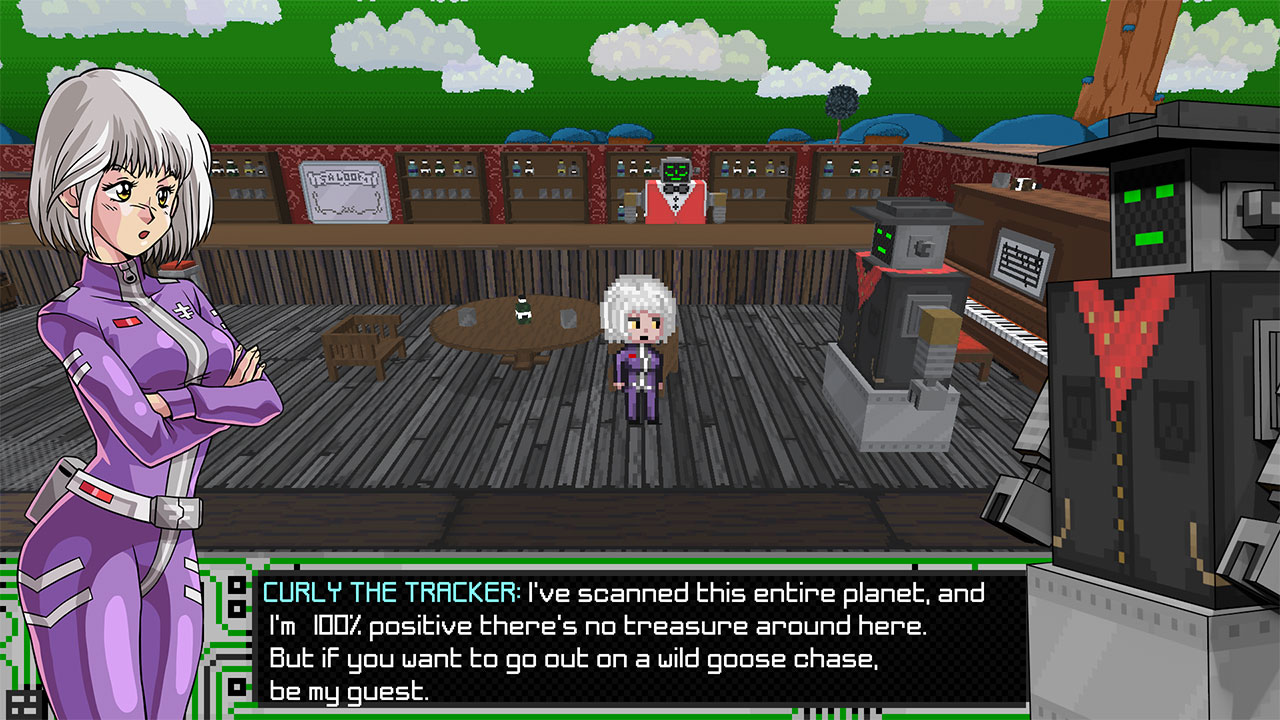 SALOON
CURLY THE TRACKER: I've scanned this entire planet, and
I'm 100% positive there's no treasure around here.
But if you want to go out on a wild goose chase,
be my guest.